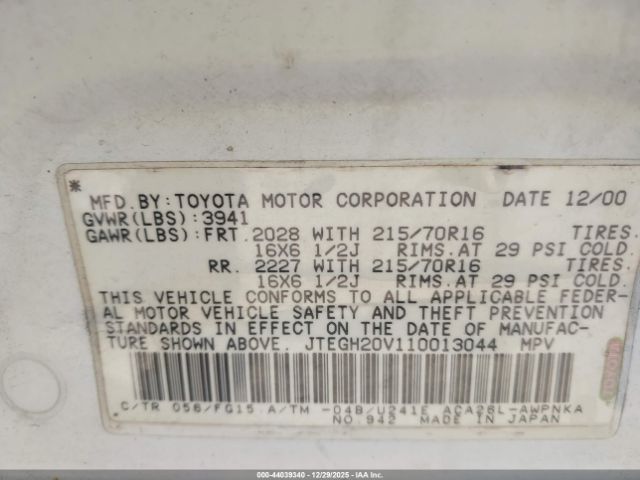 * MFD.BY:TOYOTA MOTOR CORPORATION DATE 12/00
GVWR(LBS):3941
GAWR(LBS):FRT. 2028 WITH 215/70R16 TIRES.
16X6 1/2J RIMS.AT 29 PSI COLD.
RR. 2227 WITH 215/70R16 TIRES.
16X6 1/2J RIMS.AT 29 PSI COLD.
THIS VEHICLE CONFORMS TO ALL APPLICABLE FEDER-
AL MOTOR VEHICLE SAFETY AND THEFT PREVENTION
STANDARDS IN EFFECT ON THE DATE OF MANUFAC-
TURE SHOWN ABOVE. JTEGH20V110013044 MPV
TOYOTA
C/TR 056/FG15 A/TM -04B/U241E ACA26L-AWPNKA
NO.942 MADE IN JAPAN
000-44039340 - 12/29/2025 - IAAI, Inc.